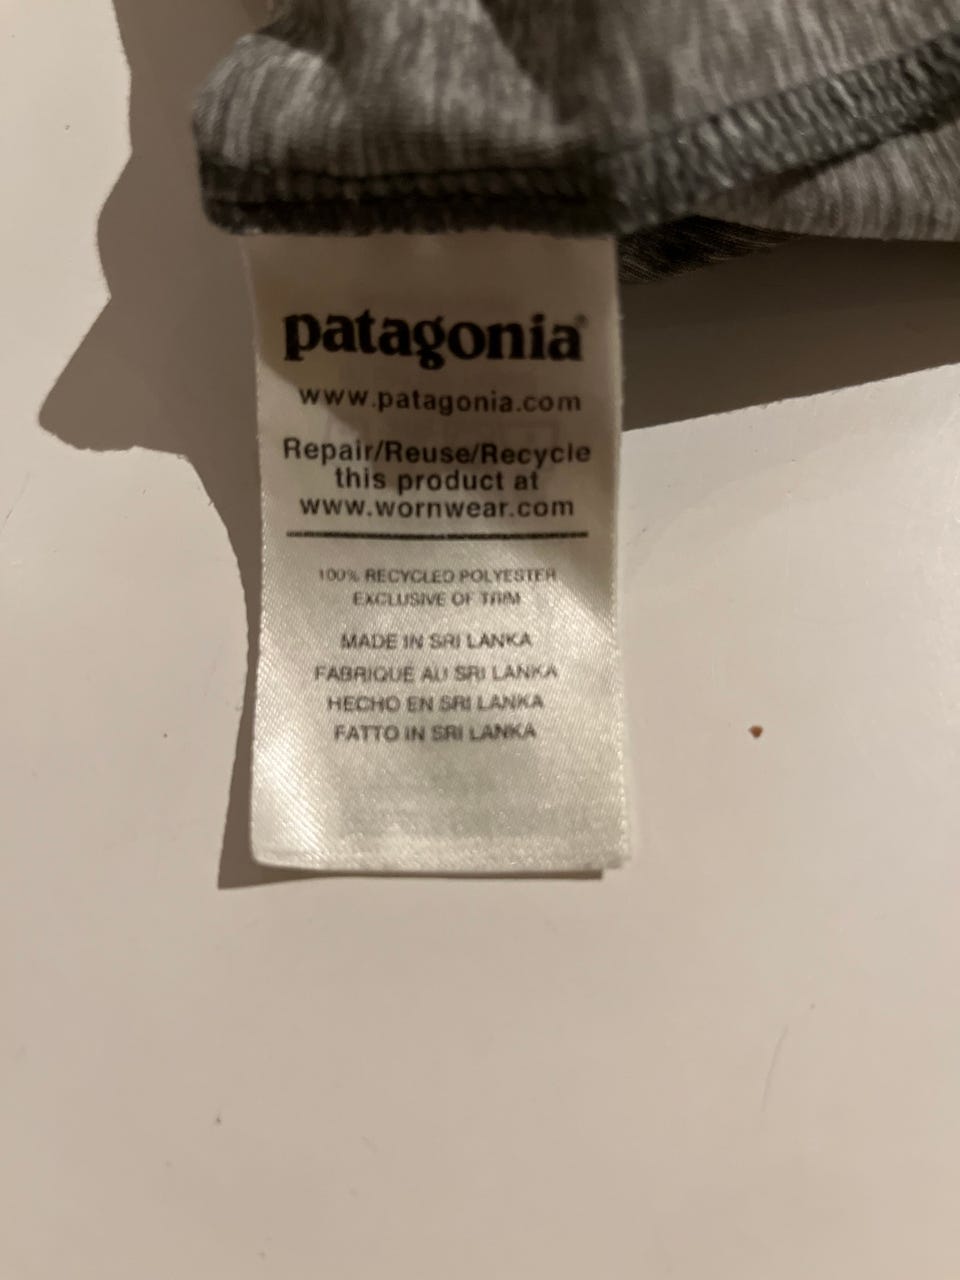 patagonia®
www.patagonia.com
Repair/Reuse/Recycle
this product at
www.wornwear.com
100% RECYCLED POLYESTER
EXCLUSIVE OF TRIM
MADE IN SRI LANKA
FABRIQUE AU SRI LANKA
HECHO EN SRI LANKA
FATTO IN SRI LANKA